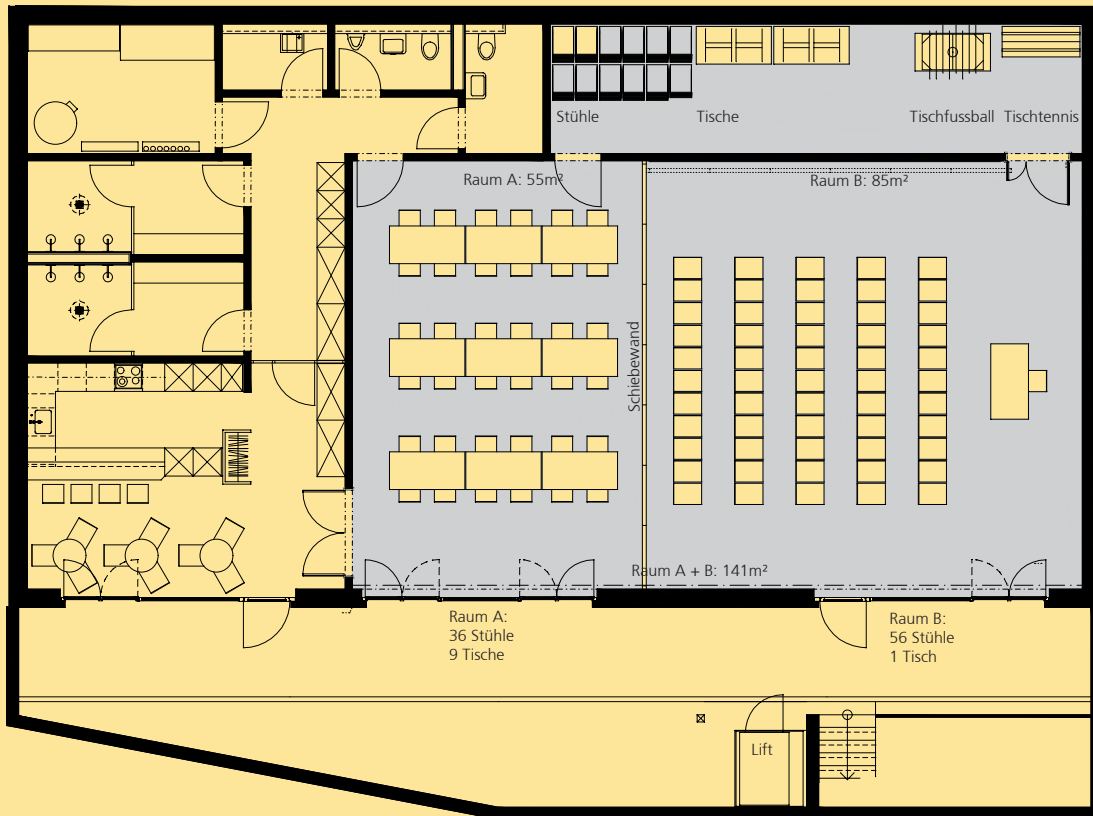 Stühle
Tische
Tischfussball
Tischtennis
Raum A: 55m²
Raum B: 85m²
Schiebewand
Raum A + B: 141m²
Raum A:
36 Stühle
9 Tische
Raum B:
56 Stühle
1 Tisch
Lift